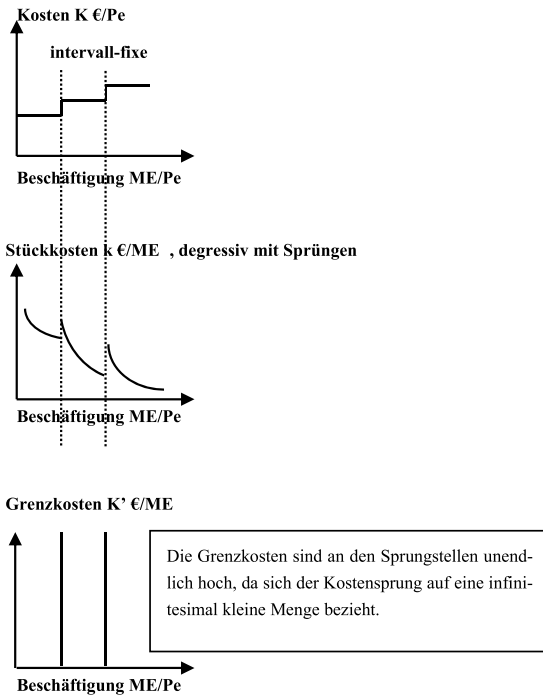 Kosten K €/Pe
intervall-fixe
Beschäftigung ME/Pe
Stückkosten k €/ME , degressiv mit Sprüngen
Beschäftigung ME/Pe
Grenzkosten K’ €/ME
Die Grenzkosten sind an den Sprungstellen unend-
lich hoch, da sich der Kostensprung auf eine infini-
tesimal kleine Menge bezieht.
Beschäftigung ME/Pe